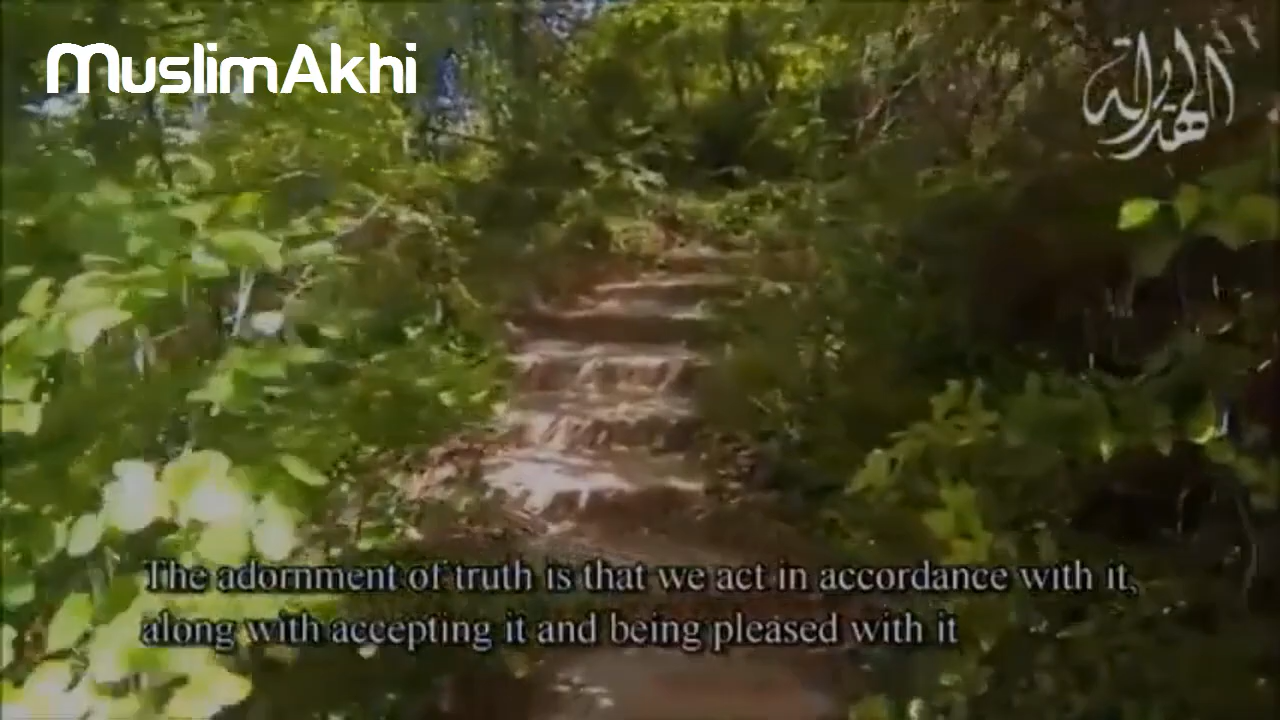 MuslimAkhi
الهداية
The adornment of truth is that we act in accordance with it,
along with accepting it and being pleased with it